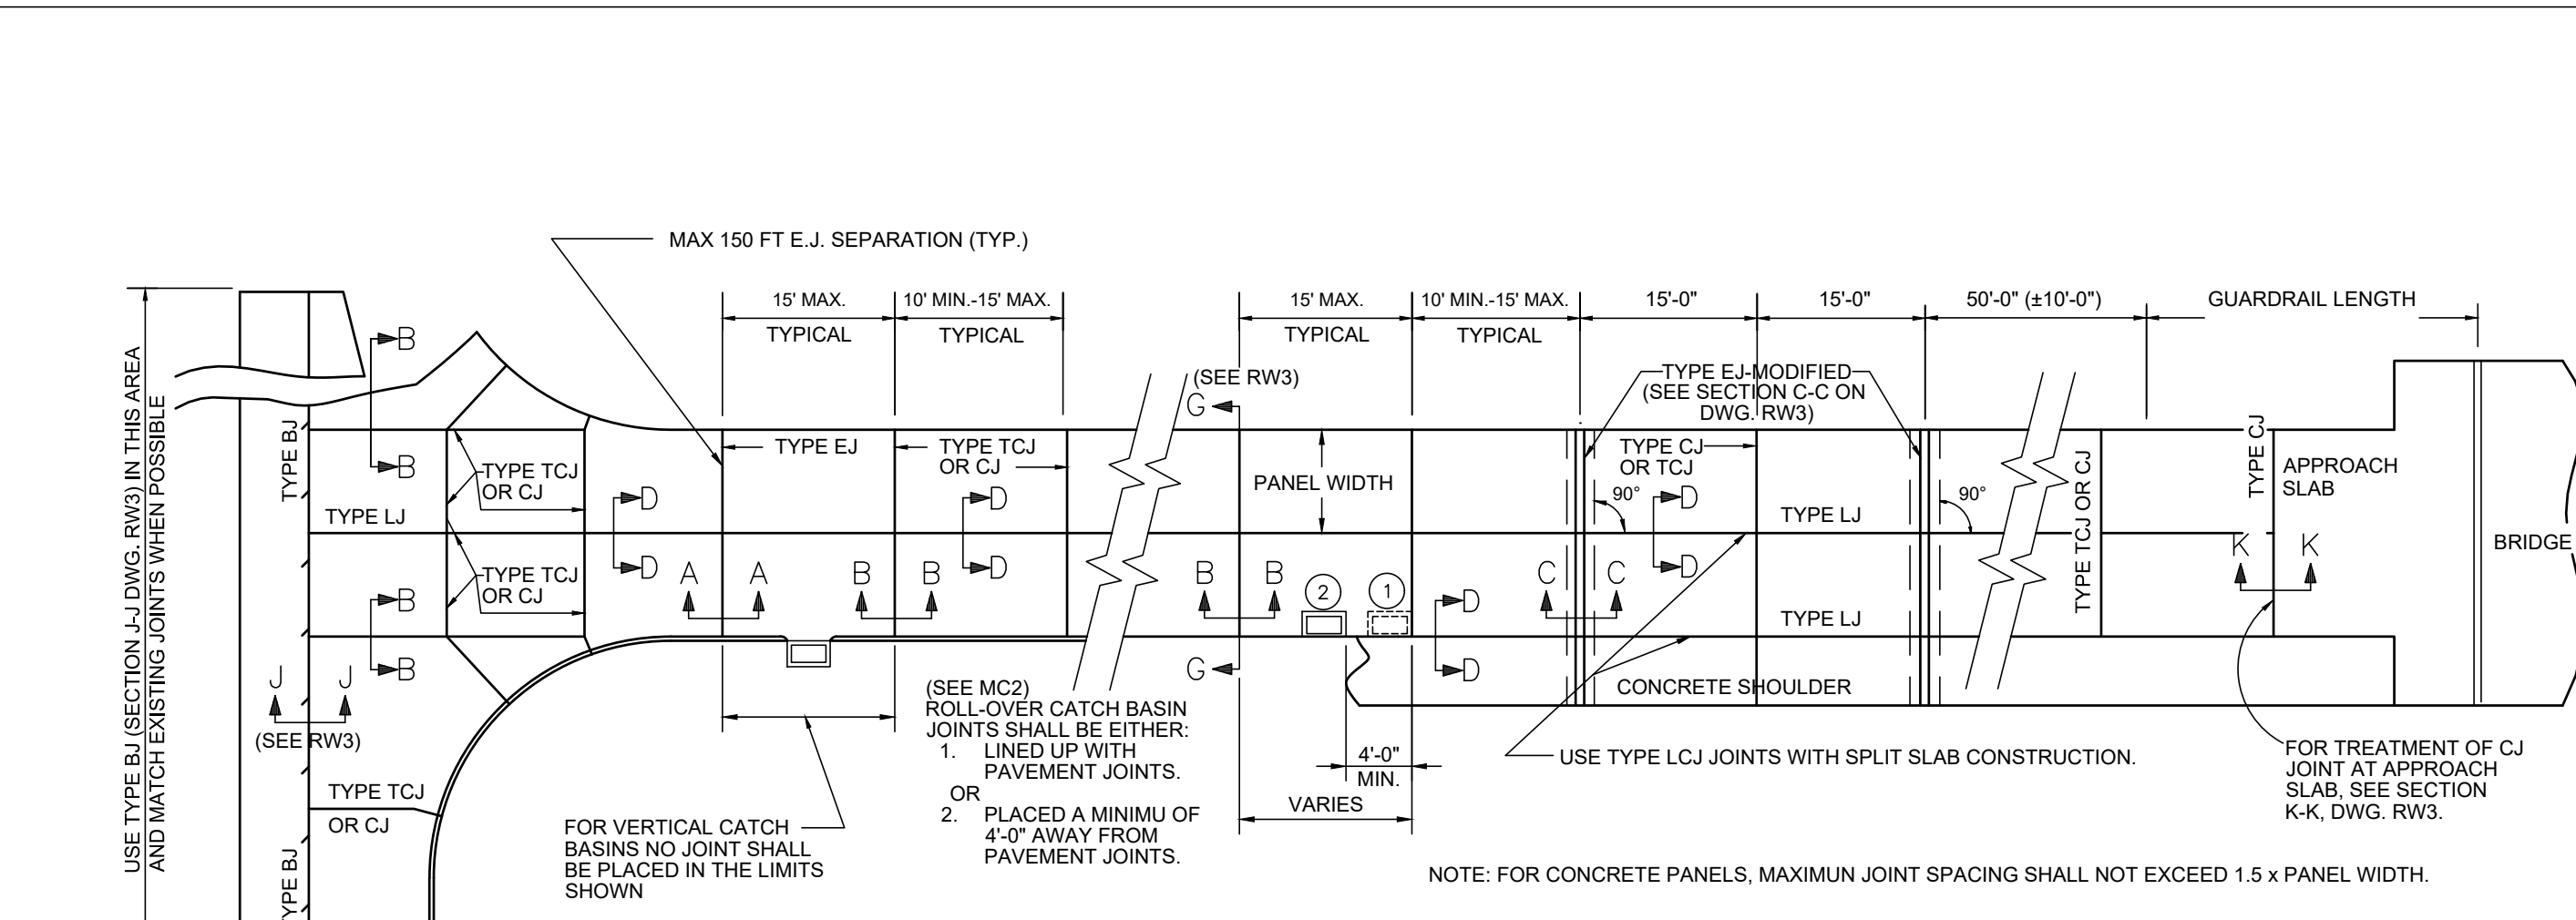 MAX 150 FT E.J. SEPARATION (TYP.)
15' MAX.
TYPICAL
10' MIN.-15' MAX.
TYPICAL
15' MAX.
TYPICAL
10' MIN.-15' MAX.
TYPICAL
15'-0"
15'-0"
50'-0" (±10'-0")
GUARDRAIL LENGTH
USE TYPE BJ (SECTION J-J DWG. RW3) IN THIS AREA
AND MATCH EXISTING JOINTS WHEN POSSIBLE
B
B
TYPE BJ
TYPE TCJ
OR CJ
TYPE LJ
TYPE TCJ
OR CJ
B
B
J
J
(SEE RW3)
TYPE TCJ
OR CJ
TYPE BJ
D
D
TYPE EJ
TYPE TCJ
OR CJ
D
D
A
A
B
B
FOR VERTICAL CATCH
BASINS NO JOINT SHALL
BE PLACED IN THE LIMITS
SHOWN
(SEE MC2)
ROLL-OVER CATCH BASIN
JOINTS SHALL BE EITHER:
1. LINED UP WITH
PAVEMENT JOINTS.
OR
2. PLACED A MINIMU OF
4'-0" AWAY FROM
PAVEMENT JOINTS.
(SEE RW3)
G
PANEL WIDTH
B
B
2
1
G
D
D
4'-0"
MIN.
VARIES
TYPE EJ-MODIFIED
(SEE SECTION C-C ON
DWG. RW3)
TYPE CJ
OR TCJ
90°
D
D
C
C
TYPE LJ
TYPE LJ
CONCRETE SHOULDER
90°
USE TYPE LCJ JOINTS WITH SPLIT SLAB CONSTRUCTION.
TYPE TCJ OR CJ
TYPE CJ
APPROACH
SLAB
K
K
BRIDGE
FOR TREATMENT OF CJ
JOINT AT APPROACH
SLAB, SEE SECTION
K-K, DWG. RW3.
NOTE: FOR CONCRETE PANELS, MAXIMUN JOINT SPACING SHALL NOT EXCEED 1.5 x PANEL WIDTH.